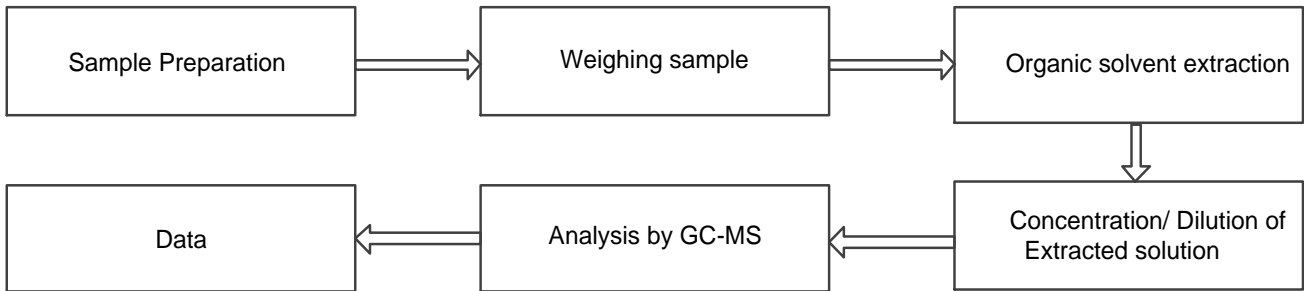 Sample Preparation
Weighing sample
Organic solvent extraction
Concentration/ Dilution of
Extracted solution
Analysis by GC-MS
Data